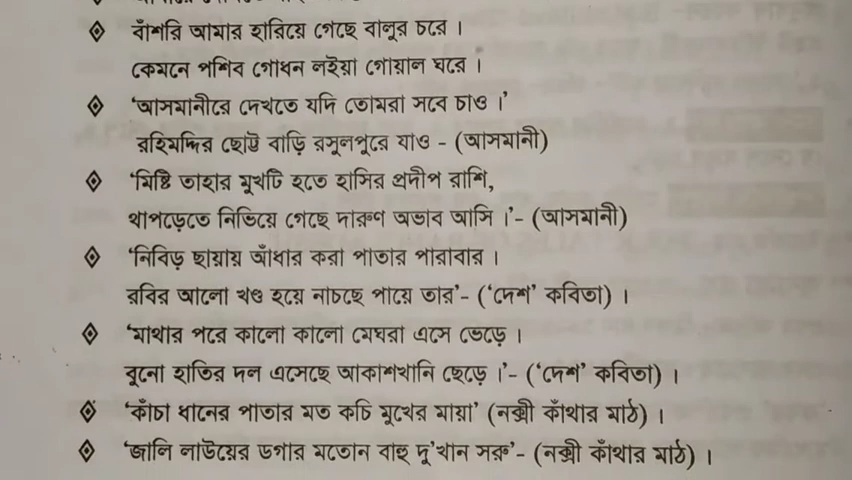 ◈ বাঁশরি আমার হারিয়ে গেছে বালুর চরে ।
কেমনে পশিব গোধন লইয়া গোয়াল ঘরে ।
◈ 'আসমানীরে দেখতে যদি তোমরা সবে চাও ।'
রহিমদ্দির ছোট্ট বাড়ি রসুলপুরে যাও - (আসমানী)
◈ 'মিষ্টি তাহার মুখটি হতে হাসির প্রদীপ রাশি,
থাপড়েতে নিভিয়ে গেছে দারুণ অভাব আসি ।'- (আসমানী)
◈ 'নিবিড় ছায়ায় আঁধার করা পাতার পারাবার ।
রবির আলো খণ্ড হয়ে নাচছে পায়ে তার'- ('দেশ' কবিতা) ।
◈ 'মাথার পরে কালো কালো মেঘরা এসে ভেড়ে ।
বুনো হাতির দল এসেছে আকাশখানি ছেড়ে ।'- ('দেশ' কবিতা) ।
◈ 'কাঁচা ধানের পাতার মত কচি মুখের মায়া' (নক্সী কাঁথার মাঠ) ।
◈ 'জালি লাউয়ের ডগার মতোন বাহু দু'খান সরু'- (নক্সী কাঁথার মাঠ) ।